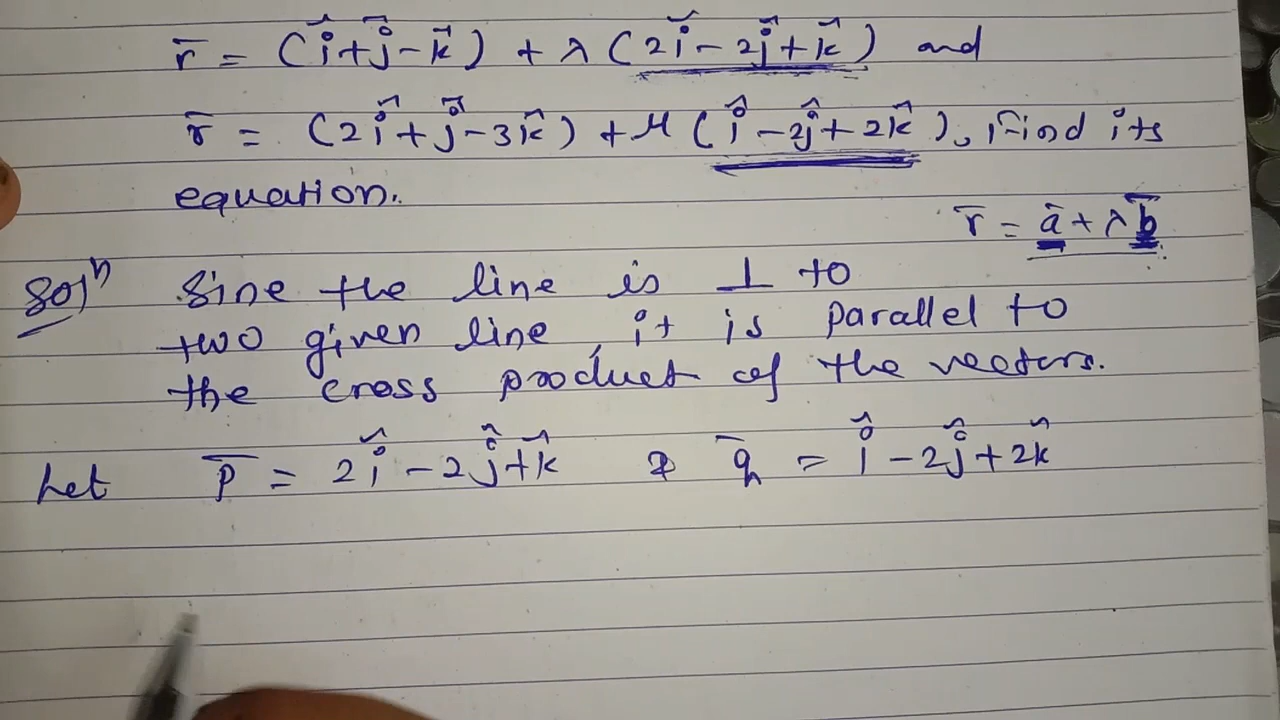 r̄ = (î + ĵ - k̂) + λ (2î - 2ĵ + k̂) and
r̄ = (2î + ĵ - 3k̂) + μ (î - 2ĵ + 2k̂), Find its
equation.
r̄ = ā + λb̄
Solⁿ Sine the line is ⊥ to
two given line, it is parallel to
the cross product of the vectors.
Let p̄ = 2î - 2ĵ + k̂ & q̄ = î - 2ĵ + 2k̂